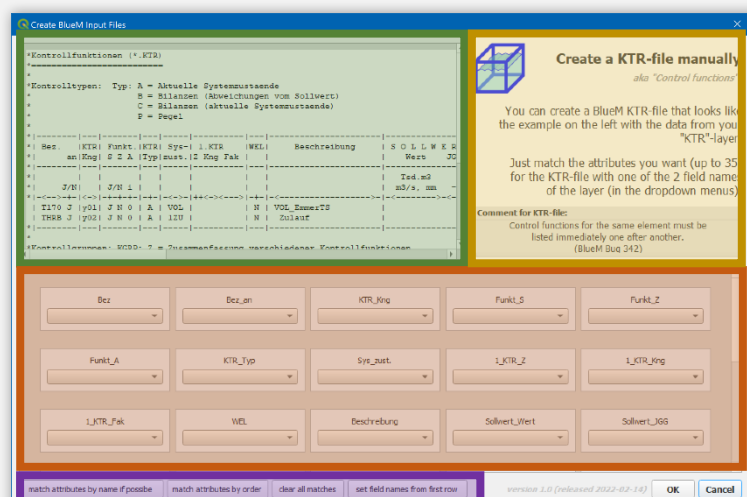 Create BlueM Input Files
*Kontrollfunktionen (*.KTR)
*==========================
*
*Kontrolltypen: Typ: A = Aktuelle Systemzustaende
* B = Bilanzen (Abweichungen vom Sollwert)
* C = Bilanzen (aktuelle Systemzustaende)
* P = Pegel
*
*| Bez. |KTR| Funkt.|KTR| Sys-| 1.KTR |WEL| Beschreibung | S O L L W E R
*| an|Kng| S Z A |Typ|zust.|Z Kng Fak | | | Wert JG
*| | | | | | | | | Tsd.m3
*| J/N| | J/N i | | | | | | m3/s, mm -
| T170 J |y01| J N 0 | A | VOL | | N | VOL_EmmerTS |
| THRB J |y02| J N 0 | A | 1ZU | | N | Zulauf |
*Kontrollgruppen: KGRP: Z = Zusammenfassung verschiedener Kontrollfunktionen
Create a KTR-file manually
aka "Control functions"
You can create a BlueM KTR-file that looks lik
the example on the left with the data from you
"KTR"-layer
Just match the attributes you want (up to 35
for the KTR-file with one of the 2 field name
of the layer (in the dropdown menus)
Comment for KTR-file:
Control functions for the same element must be
listed immediately one after another.
(BlueM Bug 342)
Bez Bez_an KTR_Kng Funkt_S Funkt_Z
Funkt_A KTR_Typ Sys_zust. 1_KTR_Z 1_KTR_Kng
1_KTR_Fak WEL Beschreibung Sollwert_Wert Sollwert_JGG
match attributes by name if possibe match attributes by order clear all matches set field names from first row version 1.0 (released 2022-02-14) OK Cancel